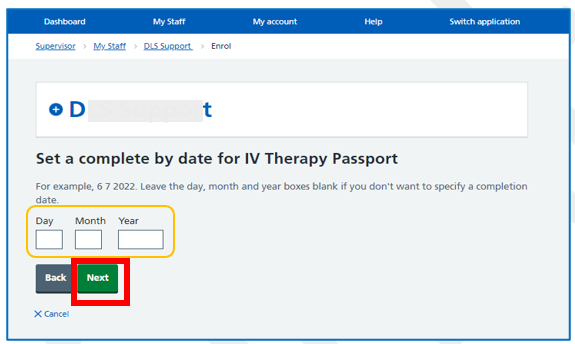 Dashboard My Staff My account Help Switch application
Supervisor > My Staff > DLS Support > Enrol
D t
Set a complete by date for IV Therapy Passport
For example, 6 7 2022. Leave the day, month and year boxes blank if you don't want to specify a completion
date.
Day Month Year
Back Next
Cancel